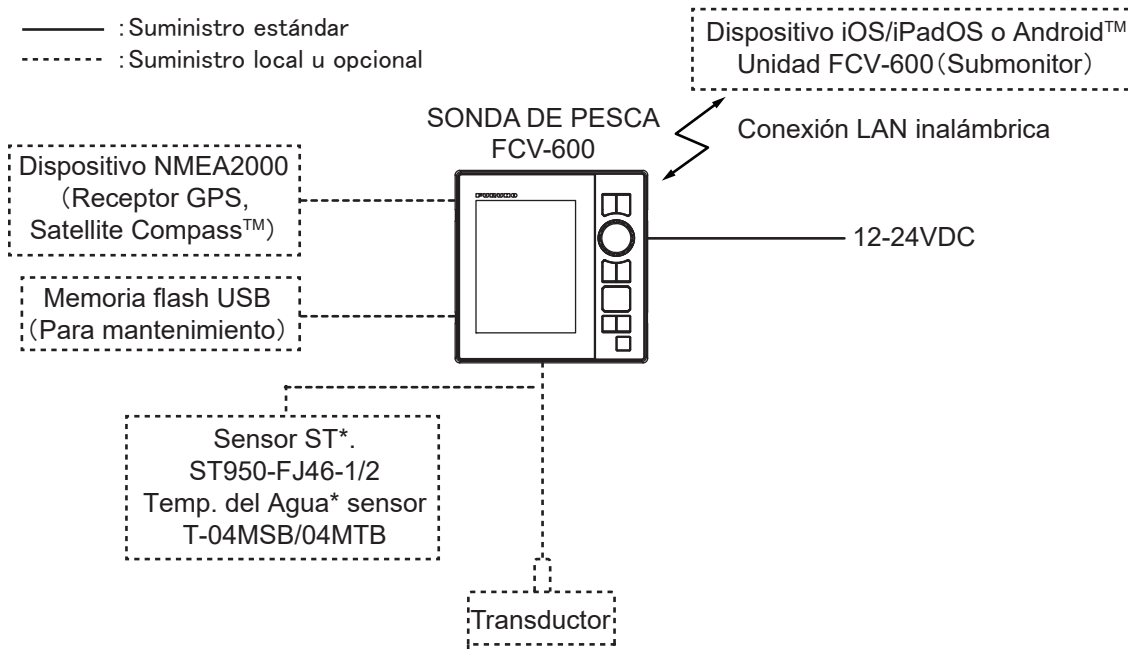 : Suministro estándar
: Suministro local u opcional
Dispositivo iOS/iPadOS o Android™
Unidad FCV-600（Submonitor）
SONDA DE PESCA
FCV-600
Conexión LAN inalámbrica
Dispositivo NMEA2000
（Receptor GPS,
Satellite Compass™）
FURUNO
12-24VDC
Memoria flash USB
（Para mantenimiento）
Sensor ST*.
ST950-FJ46-1/2
Temp. del Agua* sensor
T-04MSB/04MTB
Transductor